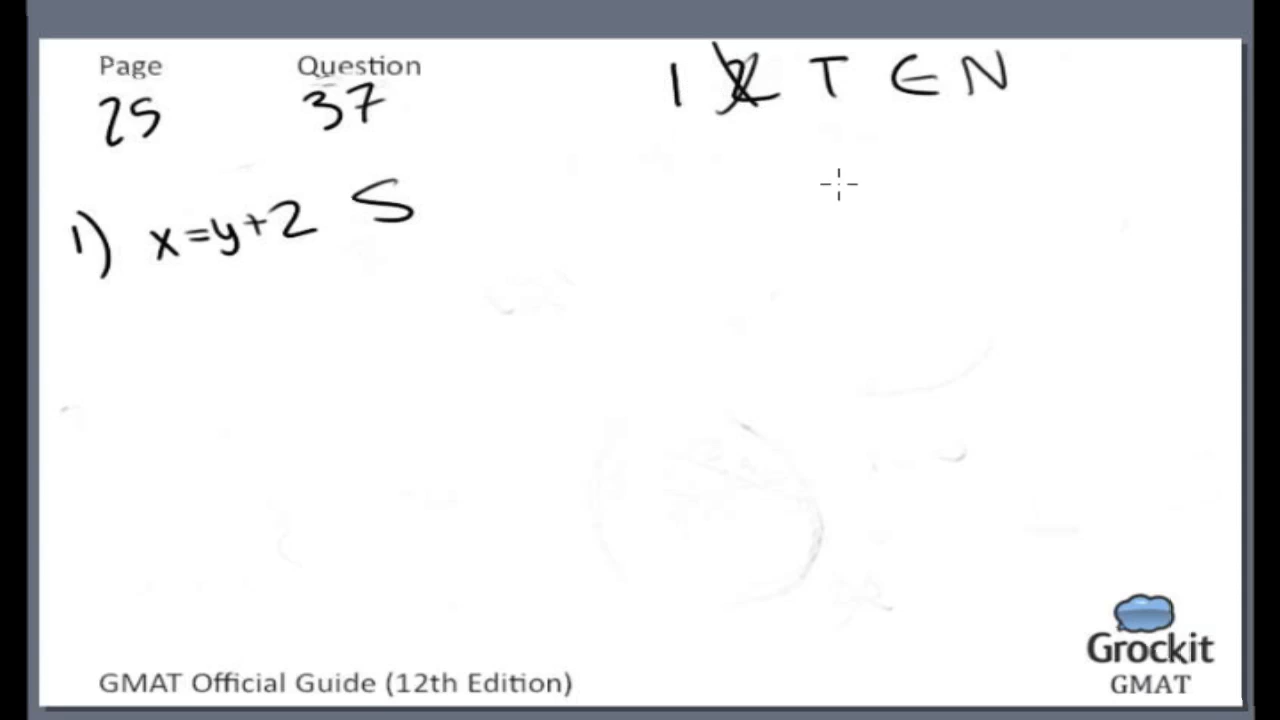 Page Question
25 37
1 2 T E N
1) x=y+2 S
GMAT Official Guide (12th Edition)
Grockit
GMAT